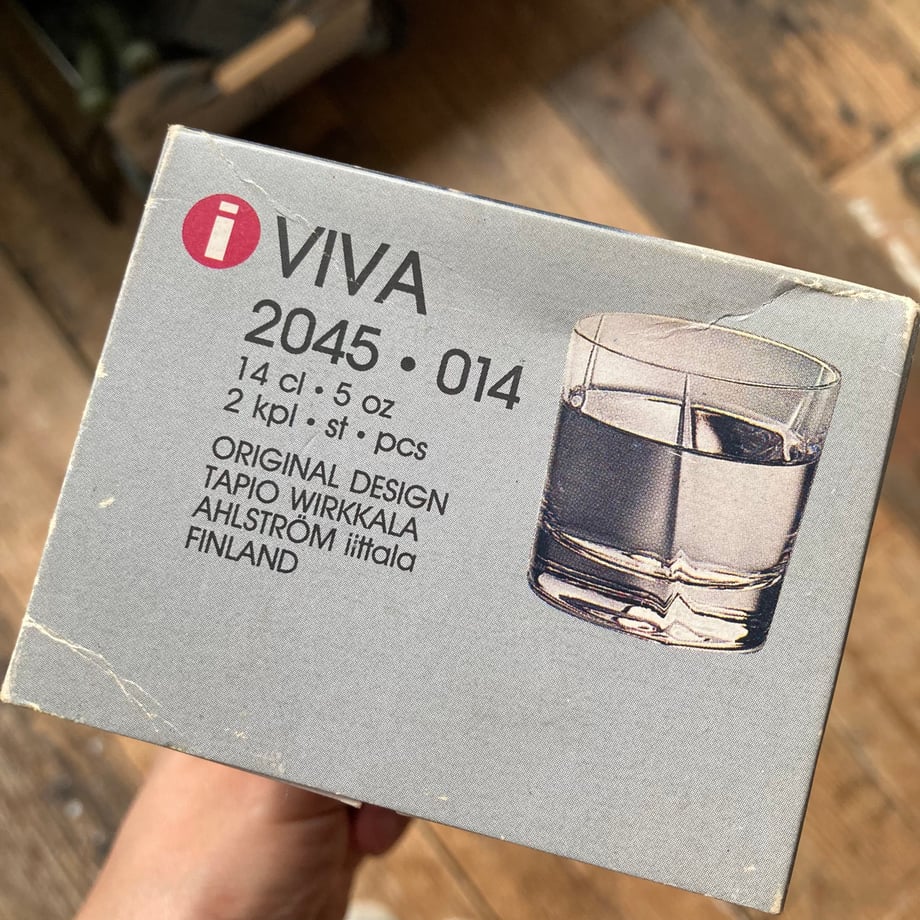 i VIVA
2045 • 014
14 cl • 5 oz
2 kpl • st • pcs
ORIGINAL DESIGN
TAPIO WIRKKALA
AHLSTRÖM iittala
FINLAND